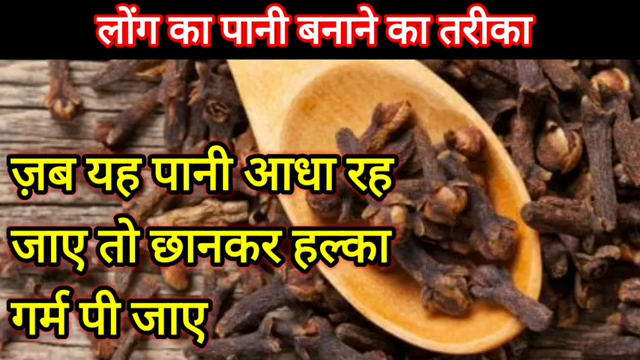 लोंग का पानी बनाने का तरीका
ज़ब यह पानी आधा रह
जाए तो छानकर हल्का
गर्म पी जाए